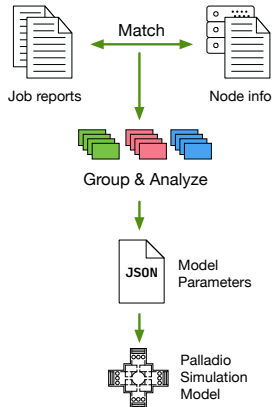 Match
Job reports
Node info
Group & Analyze
JSON
Model
Parameters
Palladio
Simulation
Model